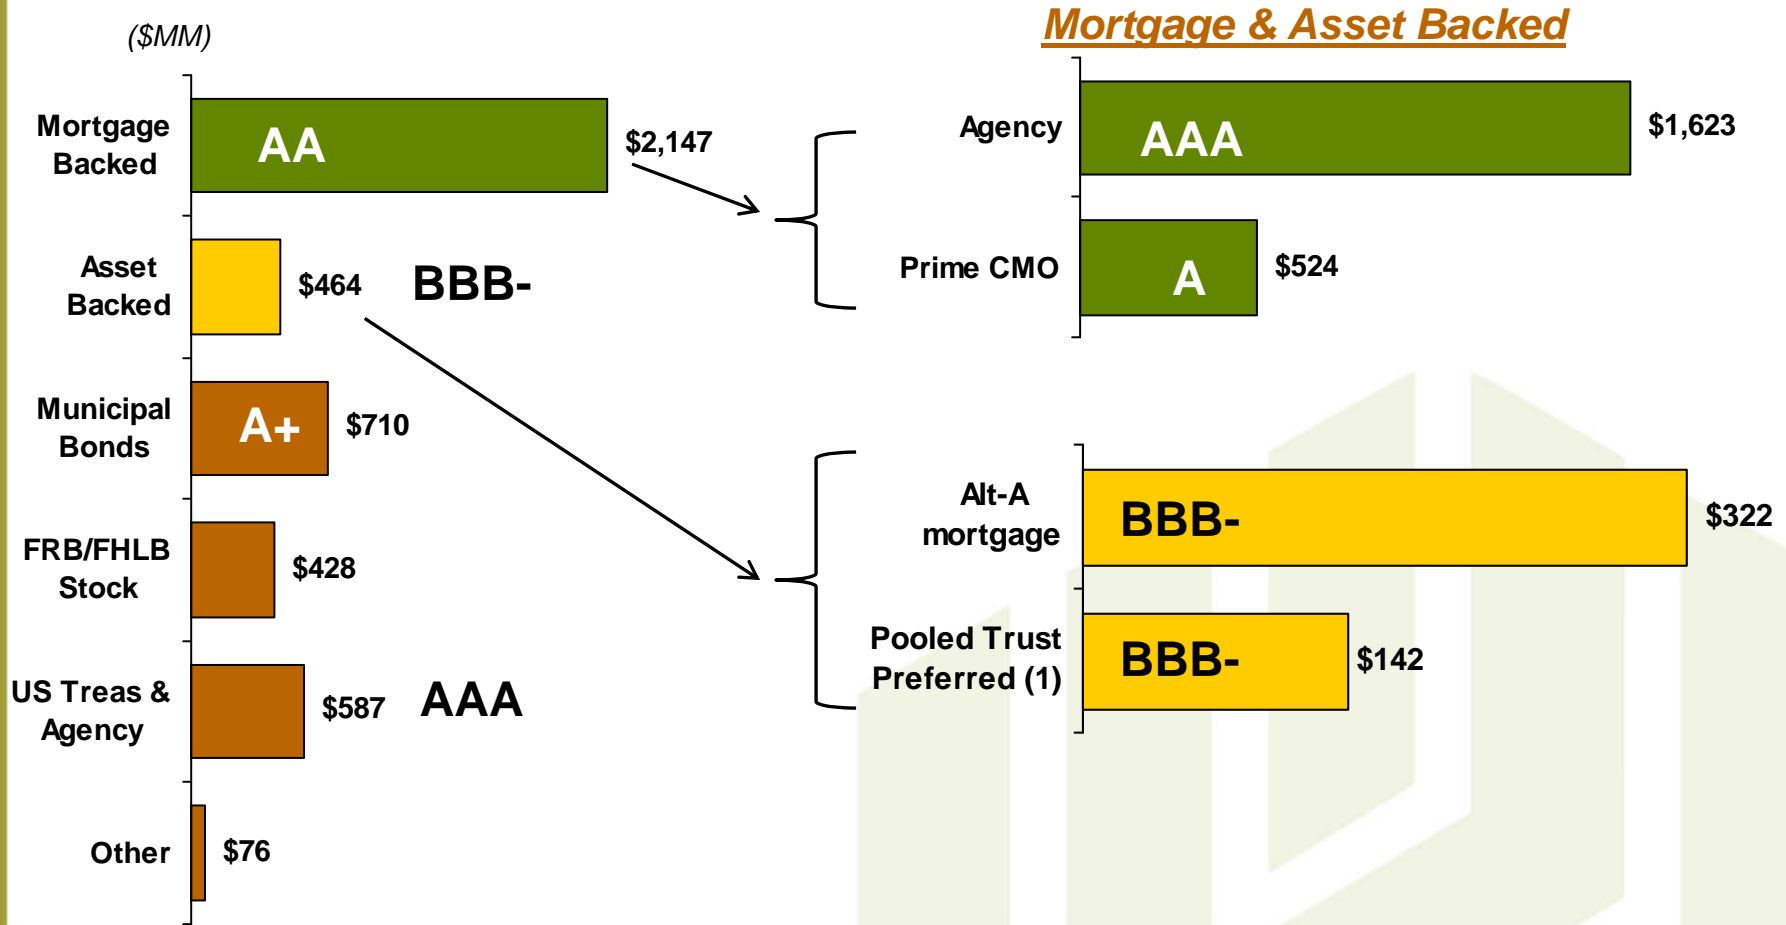 ($MM)
Mortgage
Backed
AA
$2,147
Asset
Backed
$464
BBB-
Municipal
Bonds
A+
$710
FRB/FHLB
Stock
$428
US Treas &
Agency
$587
AAA
Other
$76
Mortgage & Asset Backed
Agency
AAA
$1,623
Prime CMO
A
$524
Alt-A
mortgage
BBB-
$322
Pooled Trust
Preferred (1)
BBB-
$142